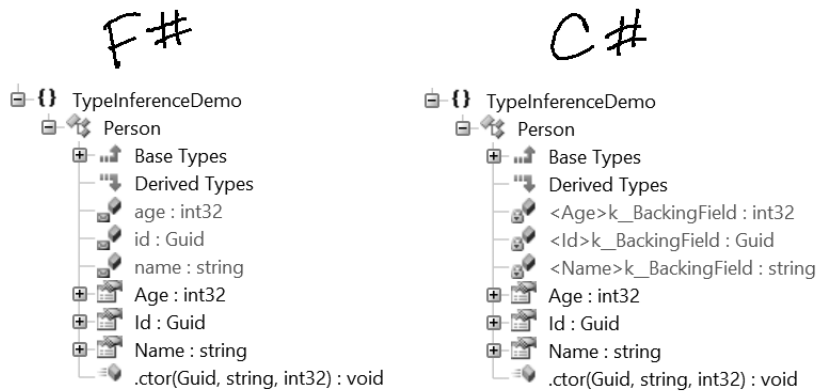 F#
TypeInferenceDemo
Person
Base Types
Derived Types
age : int32
id : Guid
name : string
Age : int32
Id : Guid
Name : string
.ctor(Guid, string, int32) : void
C#
TypeInferenceDemo
Person
Base Types
Derived Types
<Age>k__BackingField : int32
<Id>k__BackingField : Guid
<Name>k__BackingField : string
Age : int32
Id : Guid
Name : string
.ctor(Guid, string, int32) : void